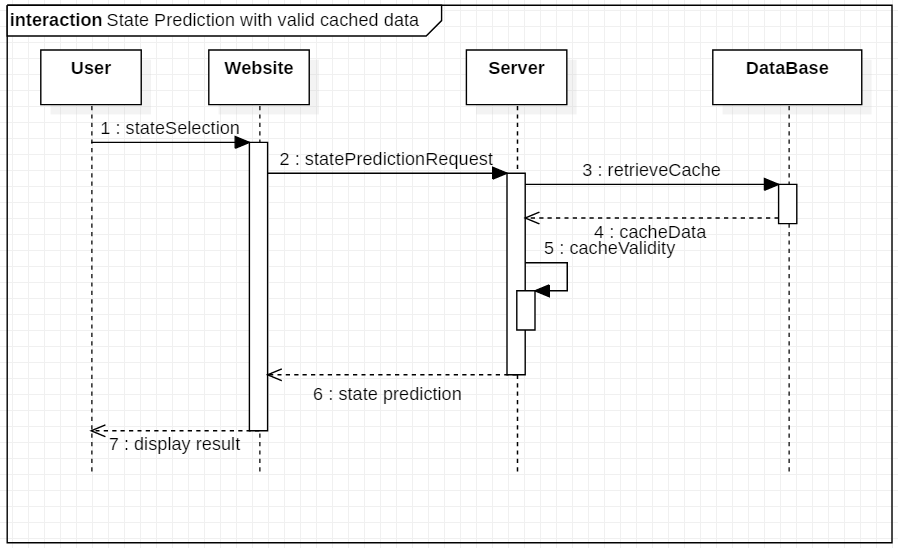 interaction State Prediction with valid cached data
User
Website
Server
DataBase
1 : stateSelection
2 : statePredictionRequest
3 : retrieveCache
4 : cacheData
5 : cacheValidity
6 : state prediction
7 : display result